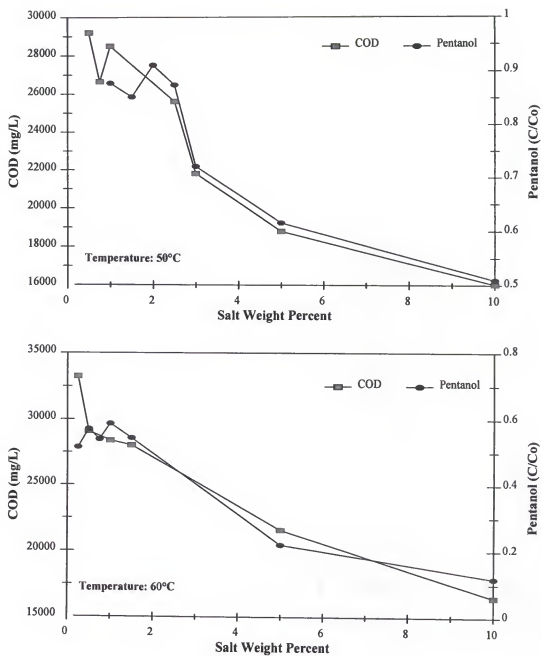 30000
28000
26000
24000
22000
20000
18000
16000
COD (mg/L)
COD
Pentanol
1
0.9
0.8
0.7
0.6
0.5
Pentanol (C/Co)
Temperature: 50°C
0 2 4 6 8 10
Salt Weight Percent
35000
30000
25000
20000
15000
COD (mg/L)
COD
Pentanol
0.8
0.6
0.4
0.2
0
Pentanol (C/Co)
Temperature: 60°C
0 2 4 6 8 10
Salt Weight Percent